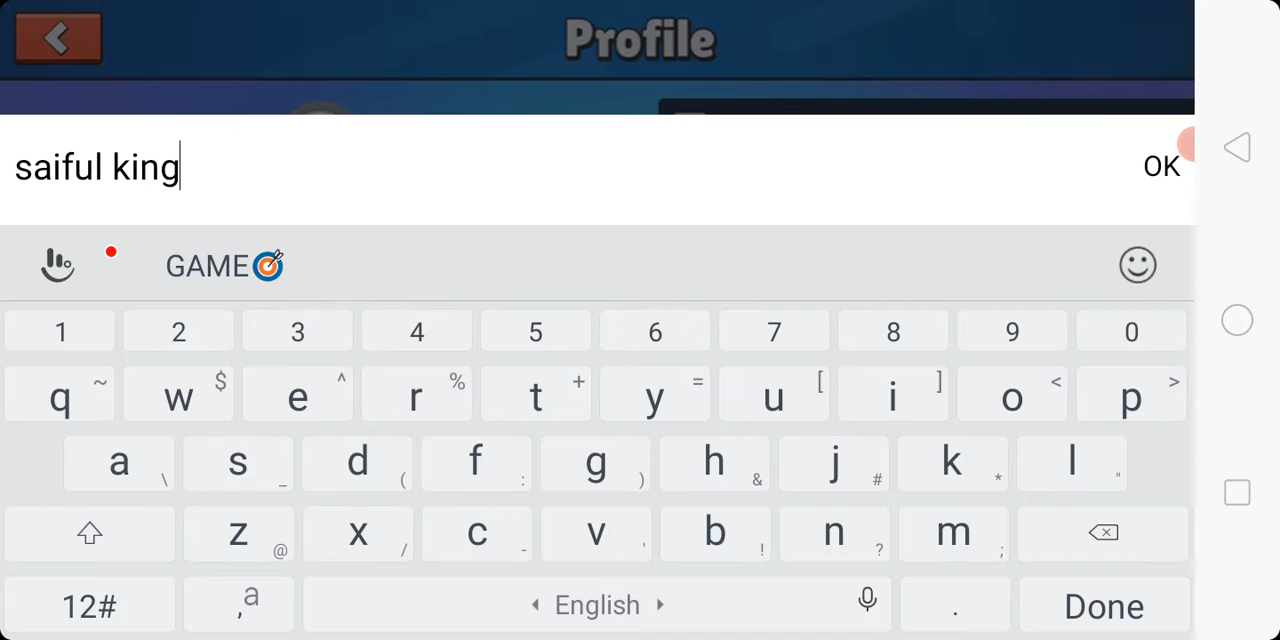 Profile
saiful king
OK
GAME
1 2 3 4 5 6 7 8 9 0
q ~ w $ e ^ r % t + y = u [ i ] o < p >
a \ s _ d ( f : g ) h & j # k * l "
z @ x / c - v ' b ! n ? m ;
12# , a English . Done